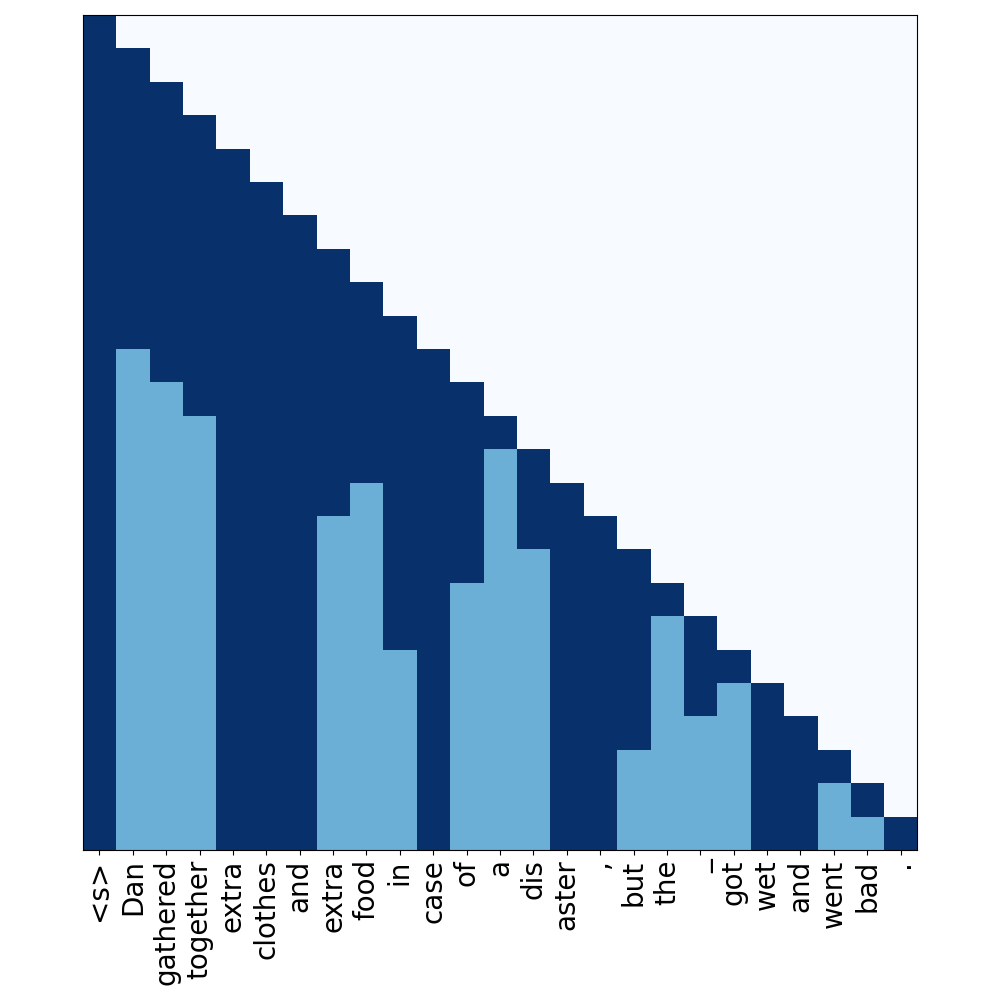 <s> Dan gathered together extra clothes and extra food in case of a dis aster , but the _ got wet and went bad .